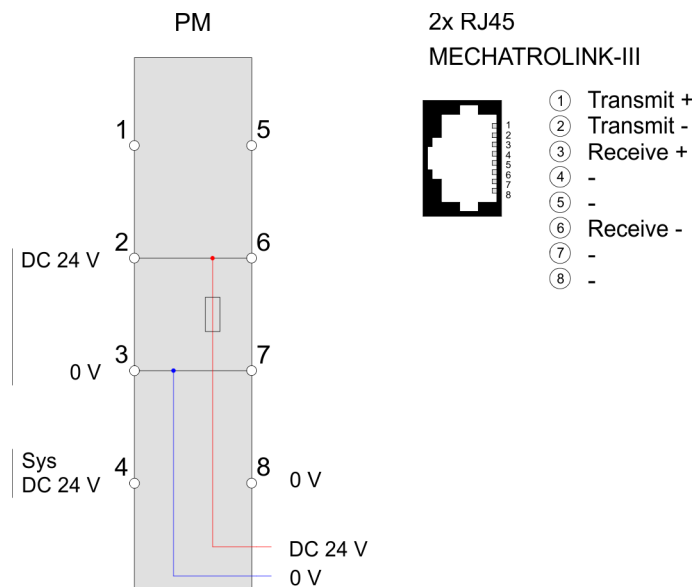 PM
1
5
2
6
DC 24 V
3
7
0 V
Sys
DC 24 V
4
8
0 V
DC 24 V
0 V
2x RJ45
MECHATROLINK-III
1
2
3
4
5
6
7
8
1 Transmit +
2 Transmit -
3 Receive +
4 -
5 -
6 Receive -
7 -
8 -